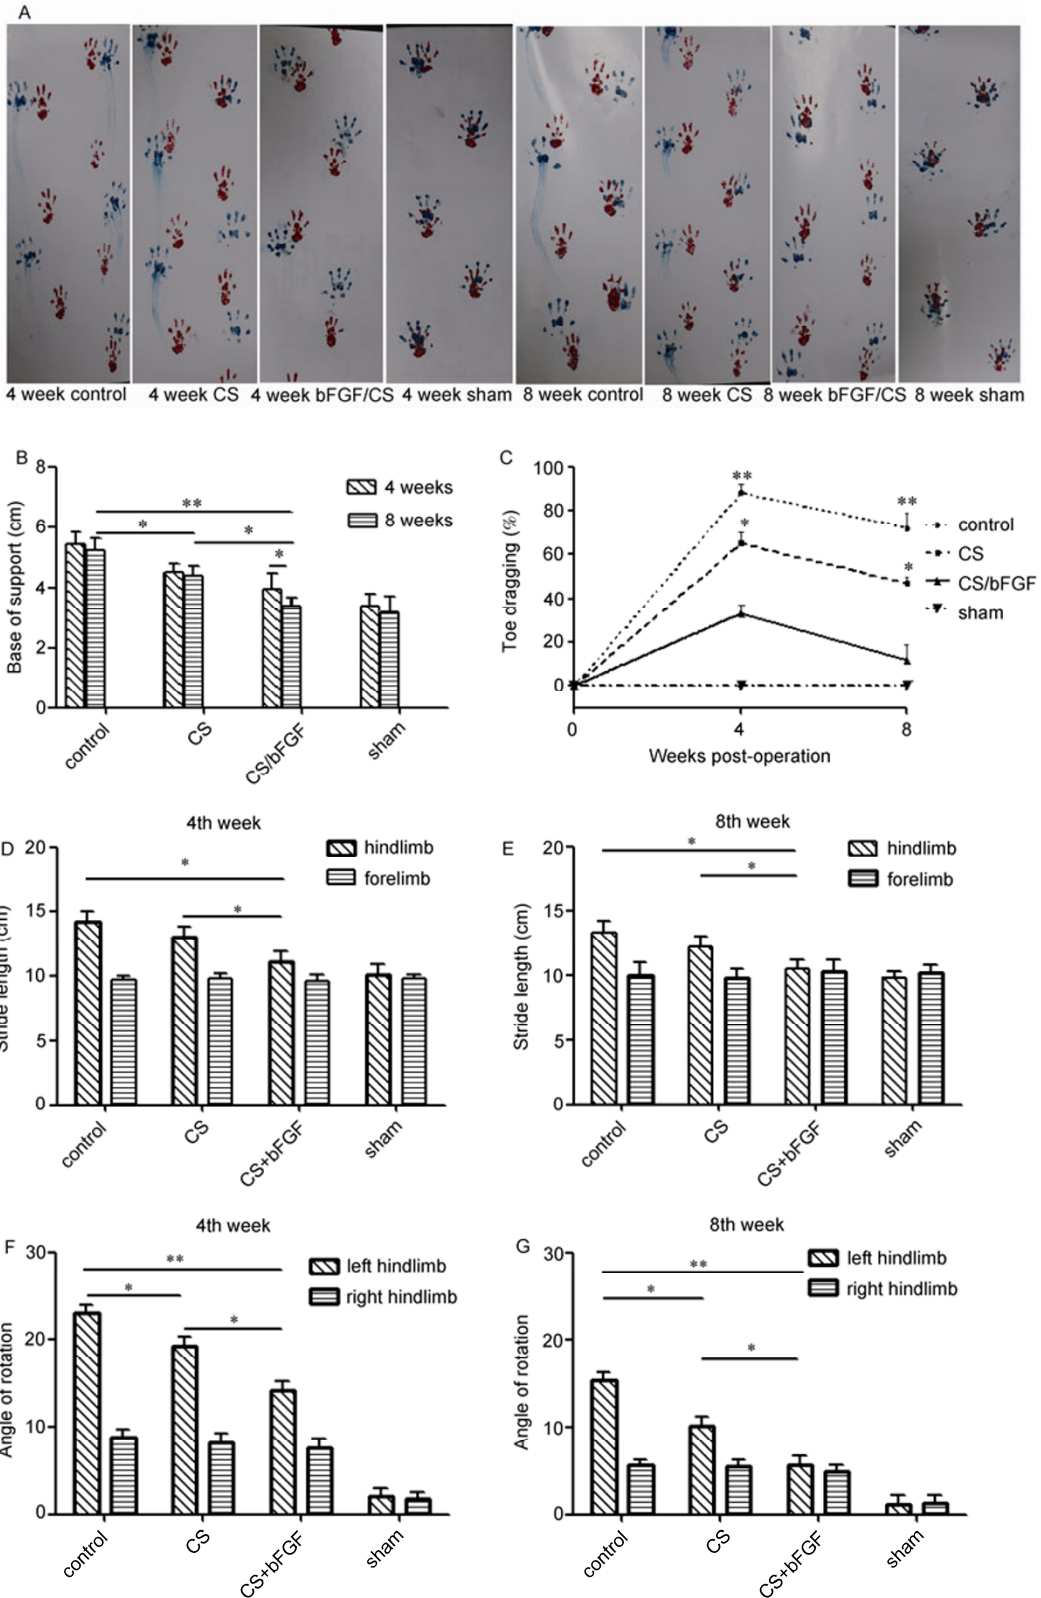 A
4 week control 4 week CS 4 week bFGF/CS 4 week sham 8 week control 8 week CS 8 week bFGF/CS 8 week sham
B
8
6
4
2
0
Base of support (cm)
4 weeks
8 weeks
**
*
*
*
control
CS
CS/bFGF
sham
C
100
80
60
40
20
0
Toe dragging (%)
**
*
**
*
control
CS
CS/bFGF
sham
0 4 8
Weeks post-operation
D
4th week
20
15
10
5
0
Stride length (cm)
hindlimb
forelimb
*
*
control
CS
CS+bFGF
sham
E
8th week
20
15
10
5
0
Stride length (cm)
hindlimb
forelimb
*
*
control
CS
CS+bFGF
sham
F
4th week
30
20
10
0
Angle of rotation
left hindlimb
right hindlimb
**
*
*
control
CS
CS+bFGF
sham
G
8th week
30
20
10
0
Angle of rotation
left hindlimb
right hindlimb
**
*
*
control
CS
CS+bFGF
sham